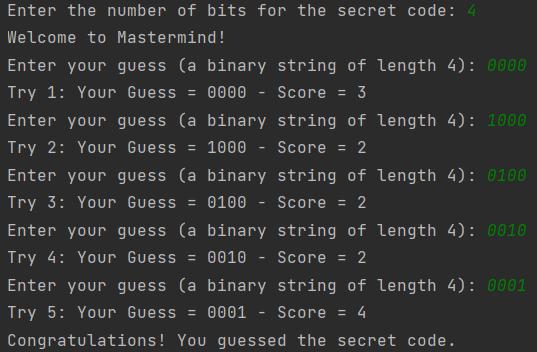 Enter the number of bits for the secret code: 4
Welcome to Mastermind!
Enter your guess (a binary string of length 4): 0000
Try 1: Your Guess = 0000 - Score = 3
Enter your guess (a binary string of length 4): 1000
Try 2: Your Guess = 1000 - Score = 2
Enter your guess (a binary string of length 4): 0100
Try 3: Your Guess = 0100 - Score = 2
Enter your guess (a binary string of length 4): 0010
Try 4: Your Guess = 0010 - Score = 2
Enter your guess (a binary string of length 4): 0001
Try 5: Your Guess = 0001 - Score = 4
Congratulations! You guessed the secret code.